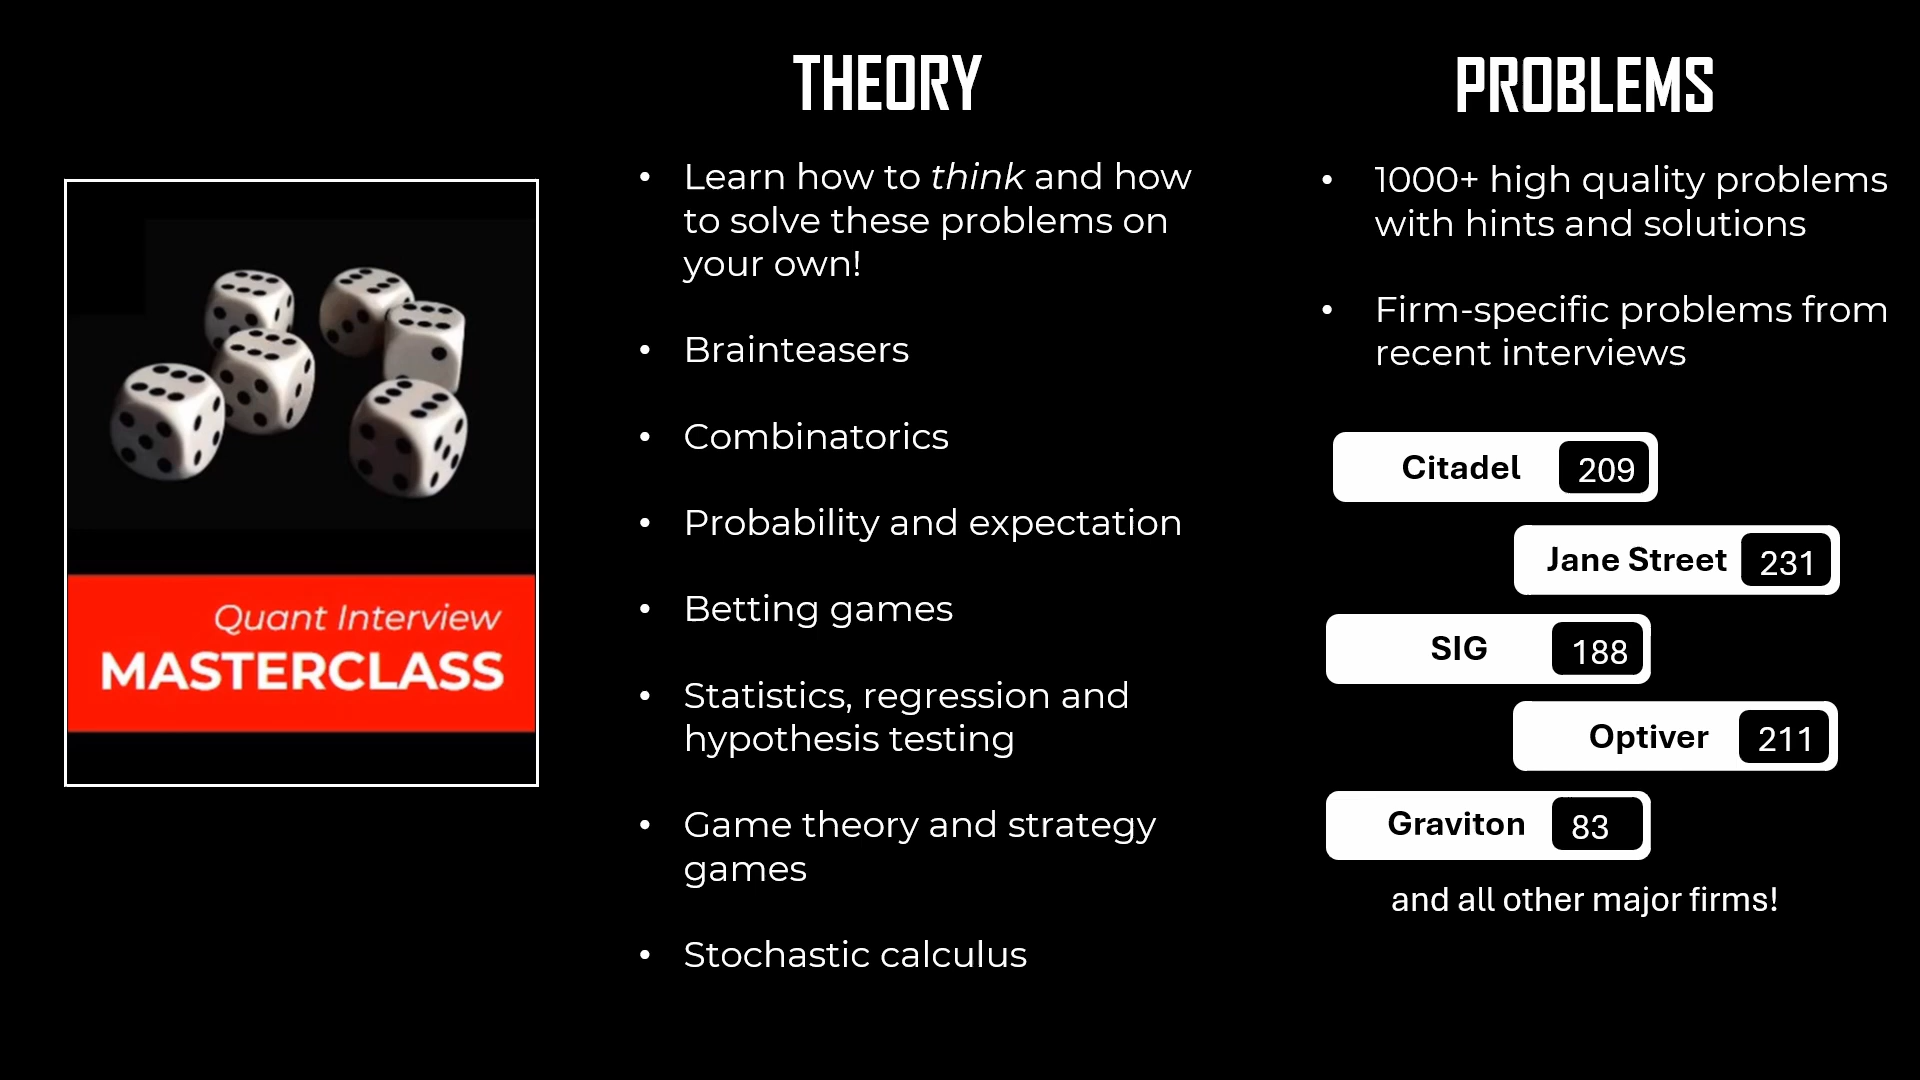 Quant Interview
MASTERCLASS
THEORY
• Learn how to think and how
to solve these problems on
your own!
• Brainteasers
• Combinatorics
• Probability and expectation
• Betting games
• Statistics, regression and
hypothesis testing
• Game theory and strategy
games
• Stochastic calculus
PROBLEMS
• 1000+ high quality problems
with hints and solutions
• Firm-specific problems from
recent interviews
Citadel 209
Jane Street 231
SIG 188
Optiver 211
Graviton 83
and all other major firms!